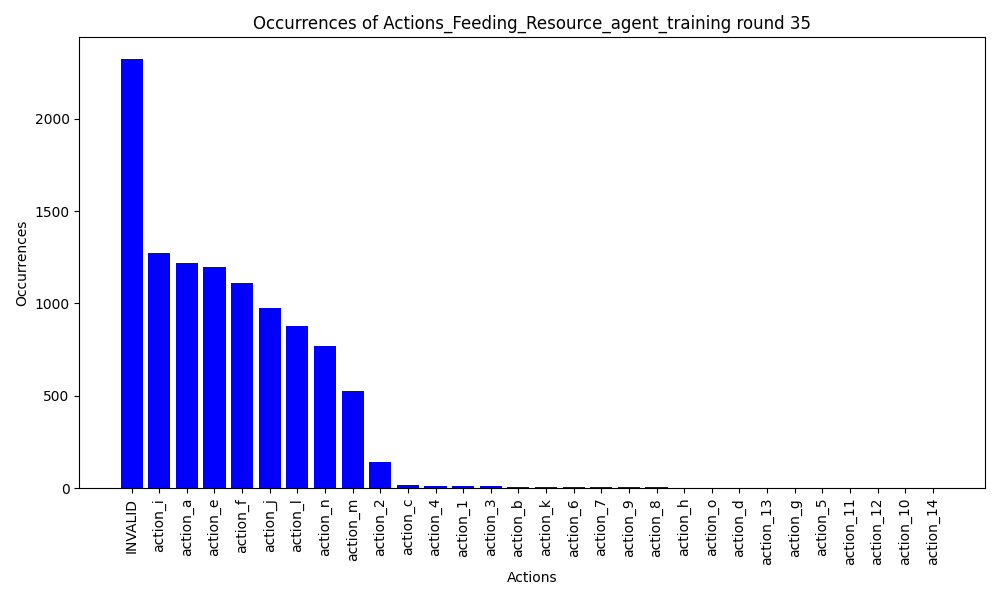 Occurrences of Actions_Feeding_Resource_agent_training round 35
Occurrences
2000
1500
1000
500
0
INVALID
action_i
action_a
action_e
action_f
action_j
action_l
action_n
action_m
action_2
action_c
action_4
action_1
action_3
action_b
action_k
action_6
action_7
action_9
action_8
action_h
action_o
action_d
action_13
action_g
action_5
action_11
action_12
action_10
action_14
Actions